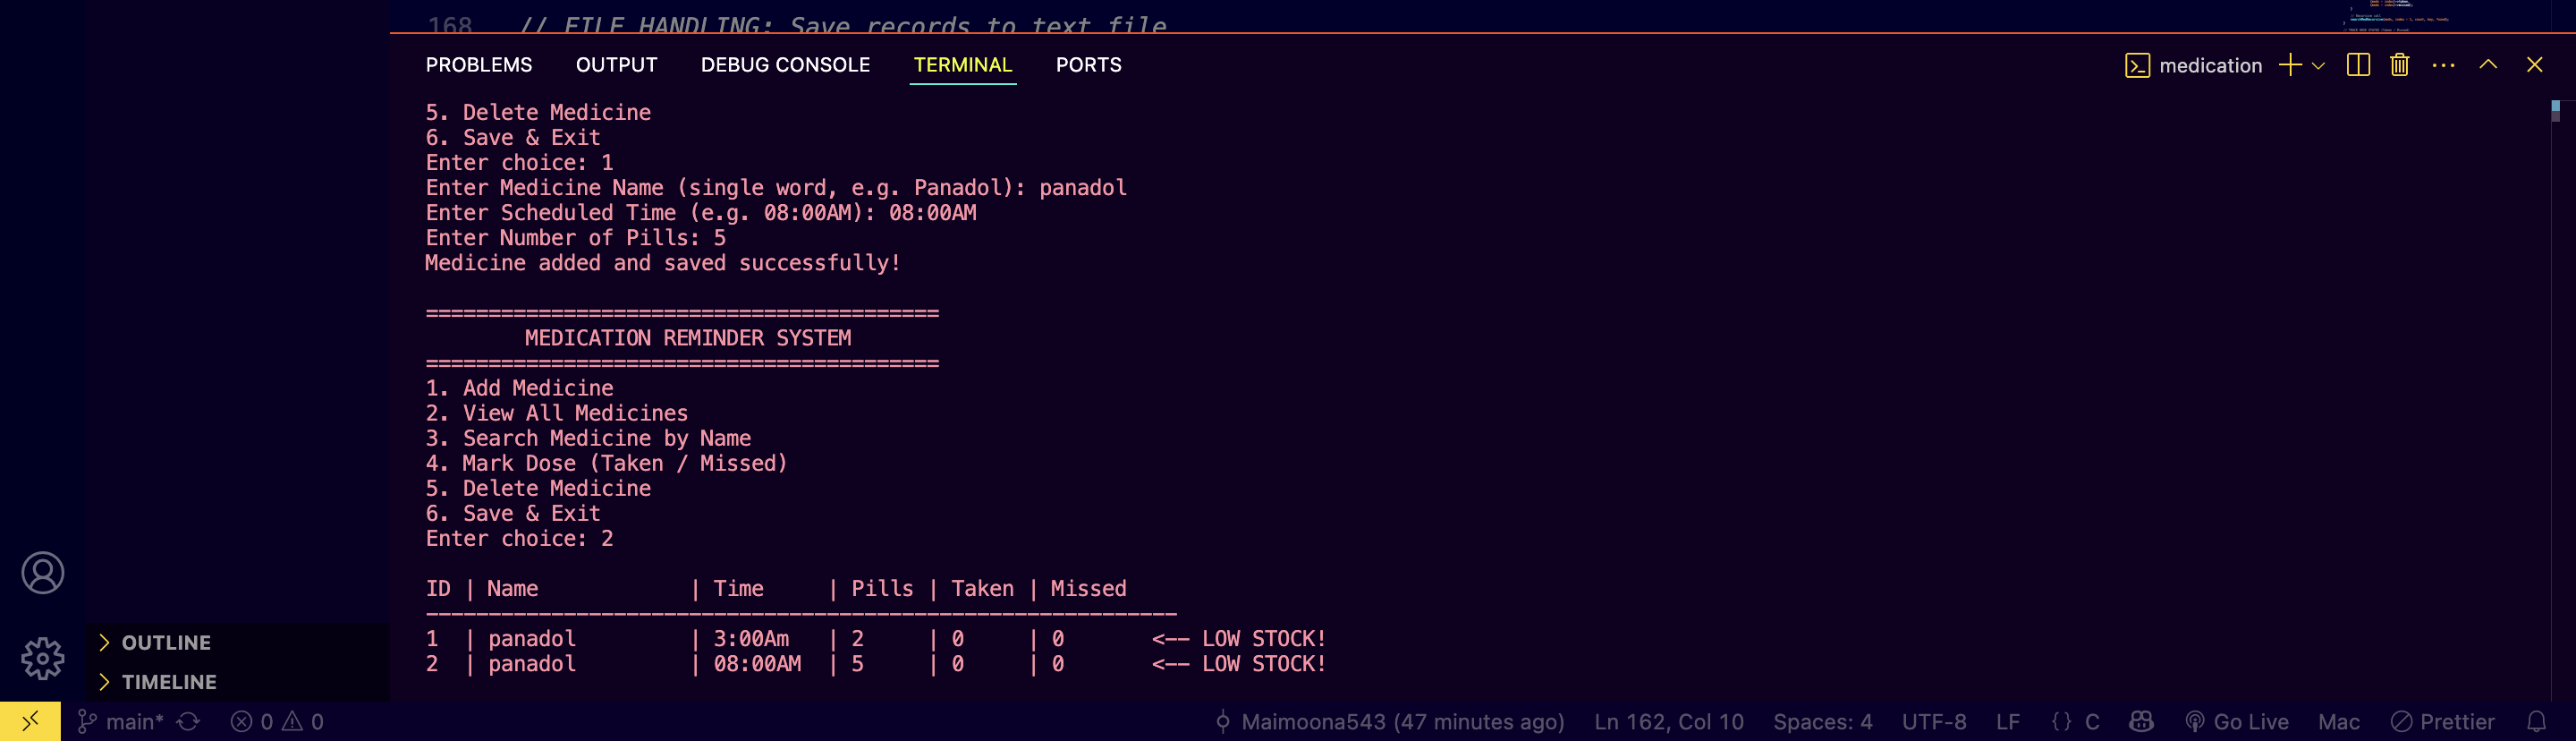 168 // FILE HANDLING: Save records to text file
PROBLEMS OUTPUT DEBUG CONSOLE TERMINAL PORTS medication
5. Delete Medicine
6. Save & Exit
Enter choice: 1
Enter Medicine Name (single word, e.g. Panadol): panadol
Enter Scheduled Time (e.g. 08:00AM): 08:00AM
Enter Number of Pills: 5
Medicine added and saved successfully!
=========================================
MEDICATION REMINDER SYSTEM
=========================================
1. Add Medicine
2. View All Medicines
3. Search Medicine by Name
4. Mark Dose (Taken / Missed)
5. Delete Medicine
6. Save & Exit
Enter choice: 2
ID | Name | Time | Pills | Taken | Missed
------------------------------------------------------------
1 | panadol | 3:00Am | 2 | 0 | 0 <-- LOW STOCK!
2 | panadol | 08:00AM | 5 | 0 | 0 <-- LOW STOCK!
OUTLINE
TIMELINE
main* 0 0 Maimoona543 (47 minutes ago) Ln 162, Col 10 Spaces: 4 UTF-8 LF {} C Go Live Mac Prettier